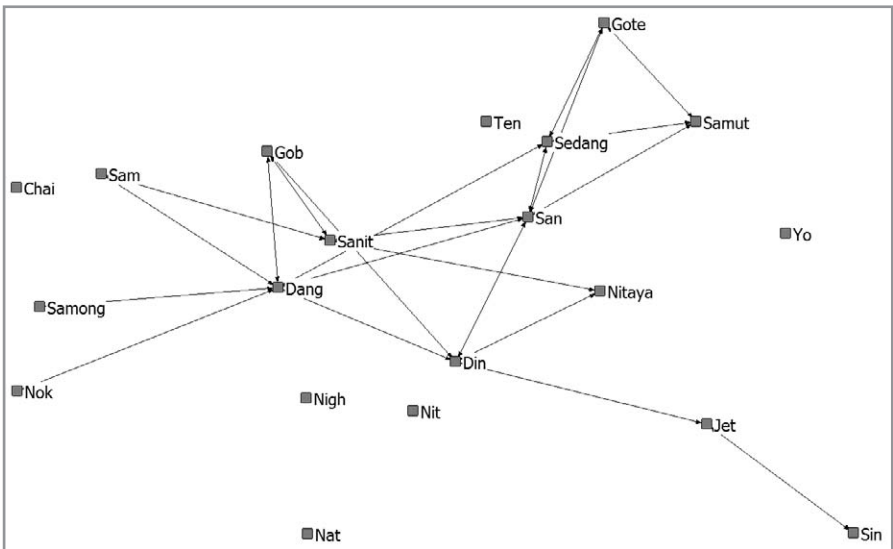 Gote
Ten
Samut
Sedang
Gob
Sam
Chai
San
Yo
Sanit
Dang
Nitaya
Samong
Din
Nok
Nigh
Nit
Jet
Nat
Sin